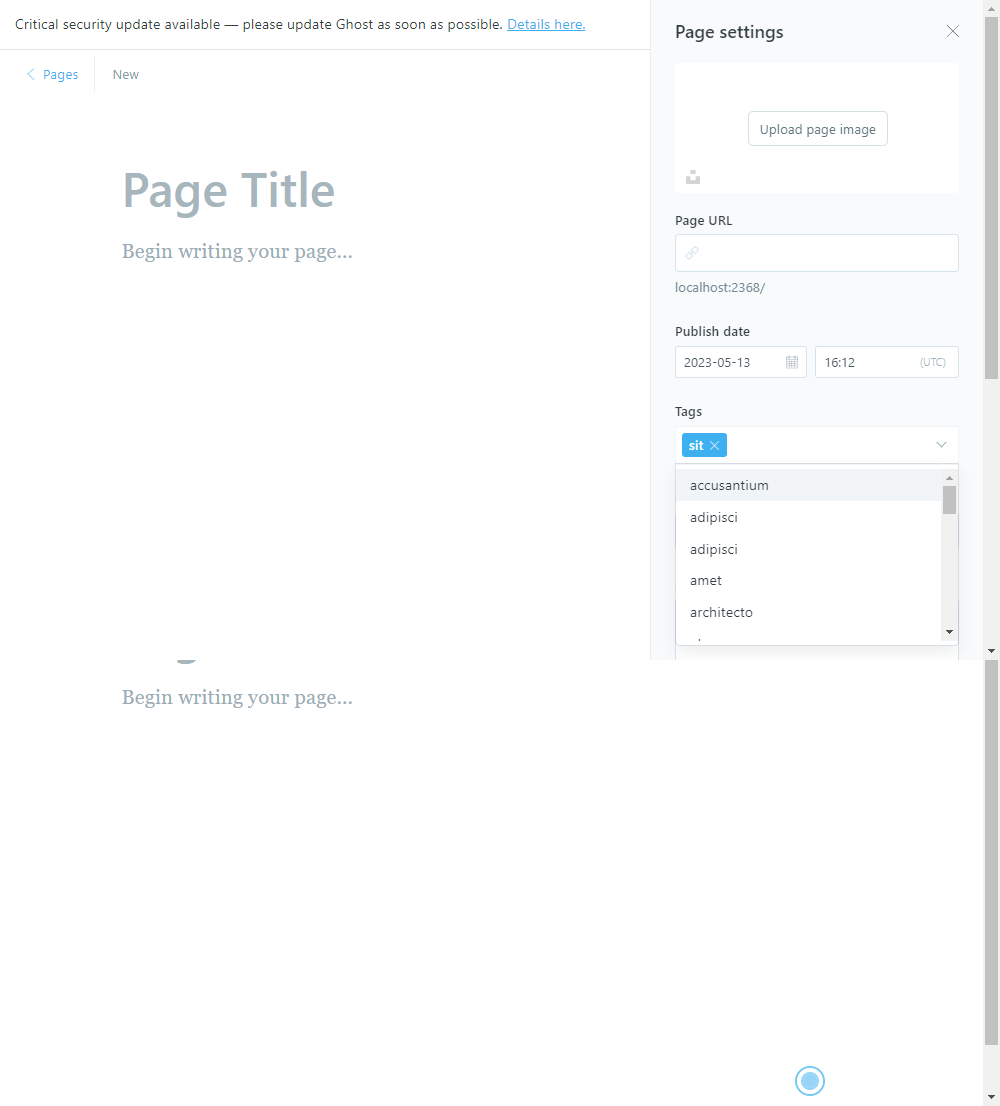 Critical security update available — please update Ghost as soon as possible. Details here.
Pages
New
Page Title
Begin writing your page...
Page settings
Upload page image
Page URL
localhost:2368/
Publish date
2023-05-13
16:12
(UTC)
Tags
sit
accusantium
adipisci
adipisci
amet
architecto
Begin writing your page...